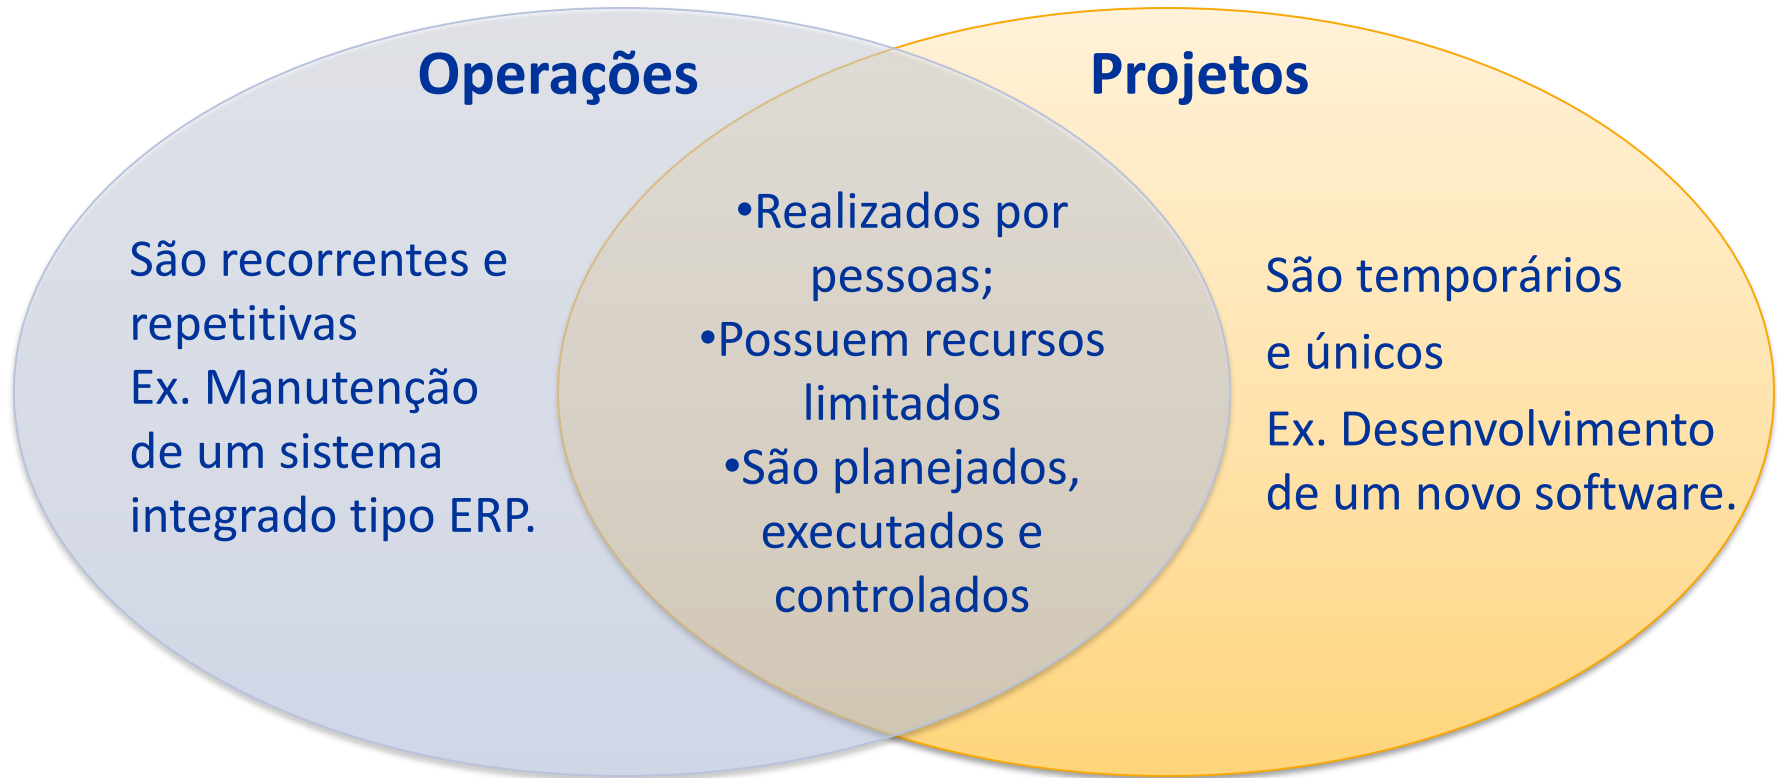 Operações
Projetos
São recorrentes e
repetitivas
Ex. Manutenção
de um sistema
integrado tipo ERP.
•Realizados por
pessoas;
•Possuem recursos
limitados
•São planejados,
executados e
controlados
São temporários
e únicos
Ex. Desenvolvimento
de um novo software.